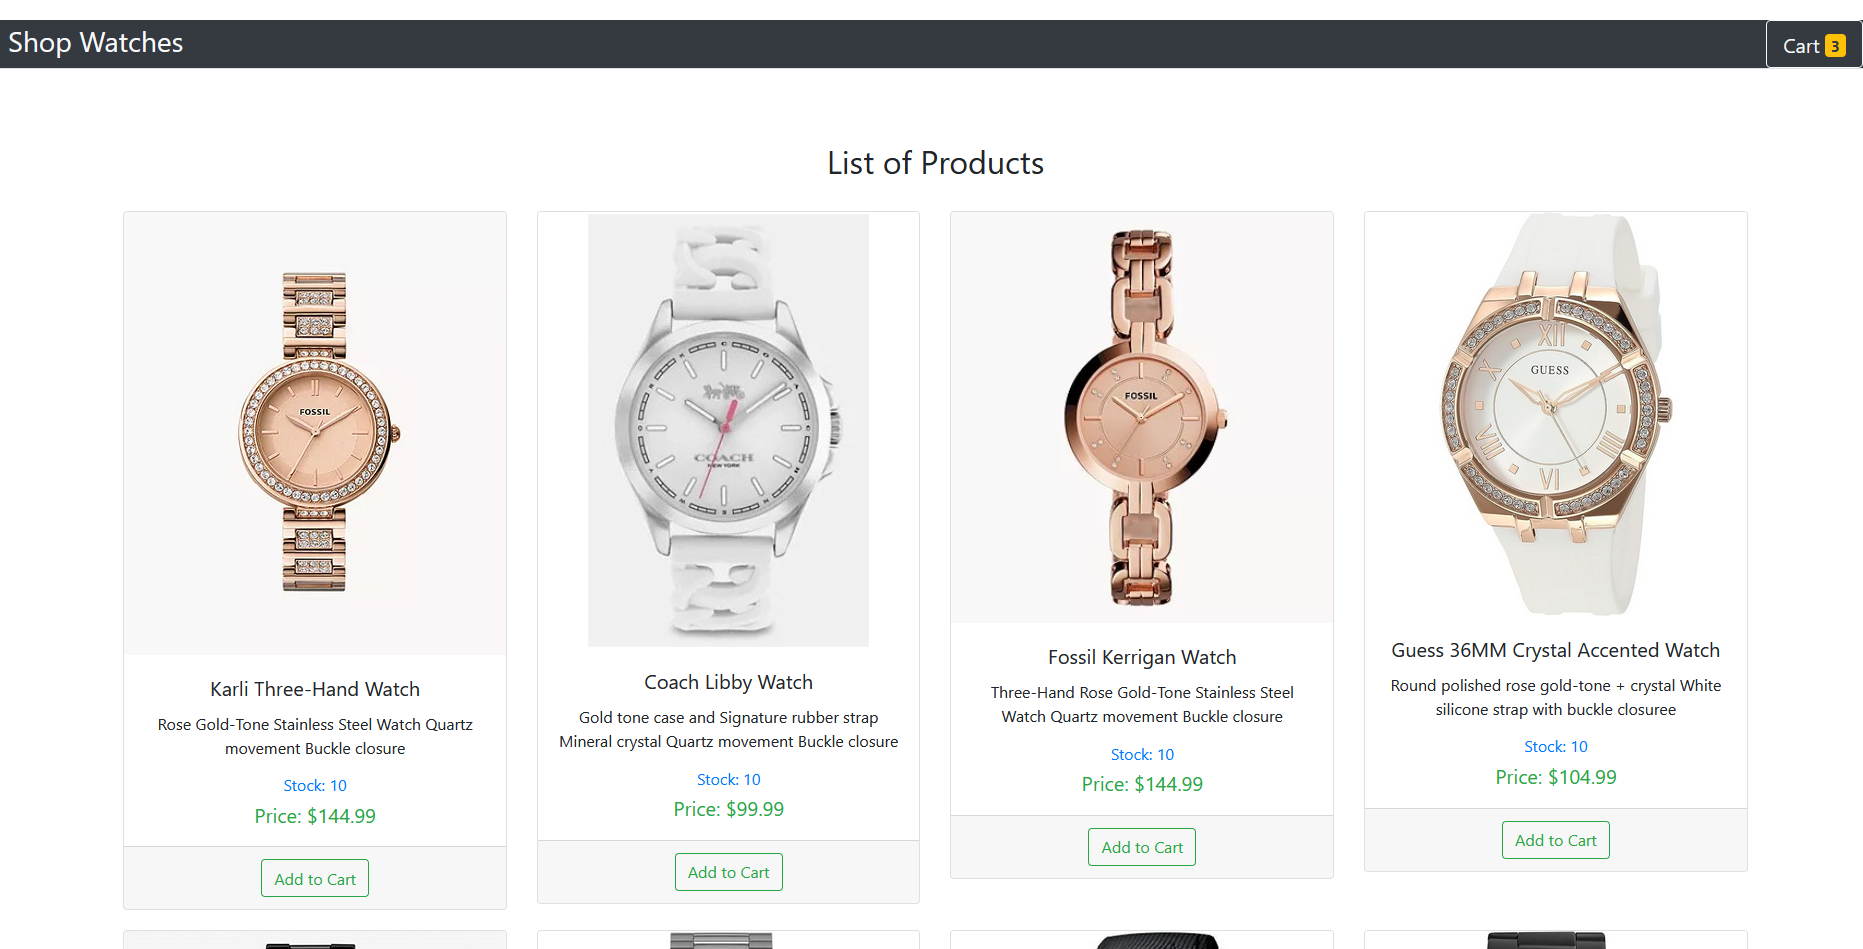 Shop Watches
Cart 3
List of Products
FOSSIL
COACH
NEW YORK
FOSSIL
GUESS
XII
Karli Three-Hand Watch
Rose Gold-Tone Stainless Steel Watch Quartz
movement Buckle closure
Stock: 10
Price: $144.99
Add to Cart
Coach Libby Watch
Gold tone case and Signature rubber strap
Mineral crystal Quartz movement Buckle closure
Stock: 10
Price: $99.99
Add to Cart
Fossil Kerrigan Watch
Three-Hand Rose Gold-Tone Stainless Steel
Watch Quartz movement Buckle closure
Stock: 10
Price: $144.99
Add to Cart
Guess 36MM Crystal Accented Watch
Round polished rose gold-tone + crystal White
silicone strap with buckle closuree
Stock: 10
Price: $104.99
Add to Cart